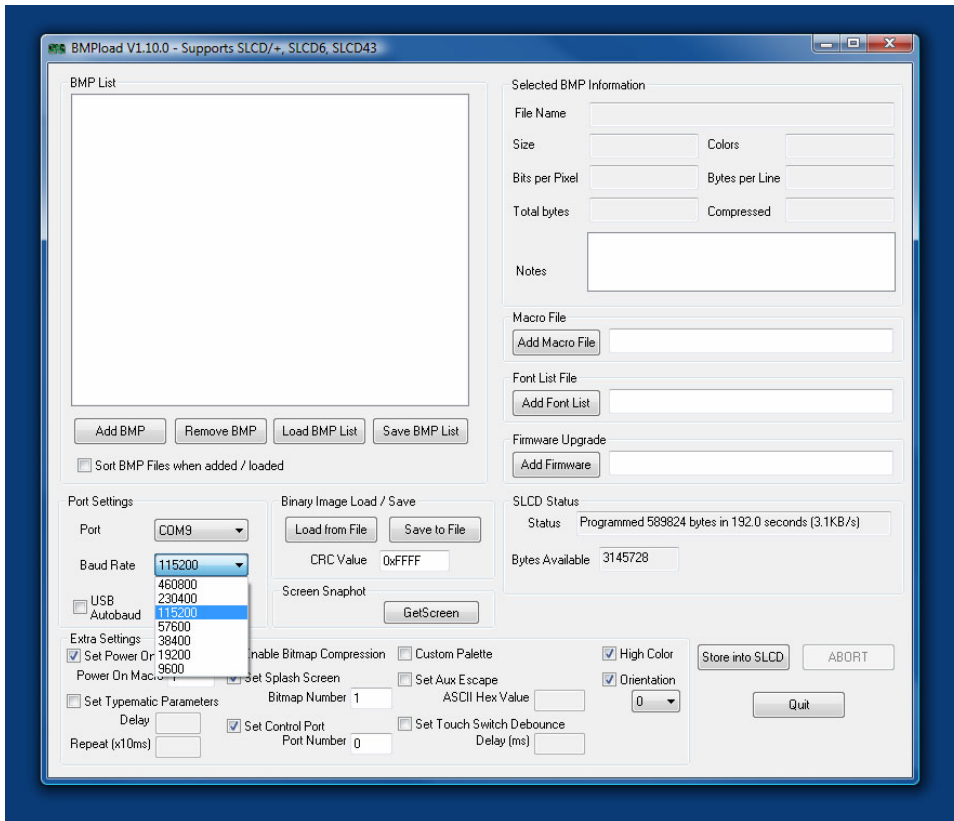 BMPload V1.10.0 - Supports SLCD/+, SLCD6, SLCD43
BMP List
Add BMP
Remove BMP
Load BMP List
Save BMP List
Sort BMP Files when added / loaded
Selected BMP Information
File Name
Size
Colors
Bits per Pixel
Bytes per Line
Total bytes
Compressed
Notes
Macro File
Add Macro File
Font List File
Add Font List
Firmware Upgrade
Add Firmware
Port Settings
Port
COM9
Baud Rate
115200
460800
230400
115200
57600
38400
19200
9600
USB
Autobaud
Binary Image Load / Save
Load from File
Save to File
CRC Value
0xFFFF
Screen Snaphot
GetScreen
SLCD Status
Status
Programmed 589824 bytes in 192.0 seconds (3.1KB/s)
Bytes Available
3145728
Extra Settings
Set Power On
Power On Macro
Set Typematic Parameters
Delay
Repeat (x10ms)
Bitmap Compression
Set Splash Screen
Bitmap Number
1
Set Control Port
Port Number
0
Custom Palette
Set Aux Escape
ASCII Hex Value
Set Touch Switch Debounce
Delay (ms)
High Color
Orientation
0
Store into SLCD
ABORT
Quit